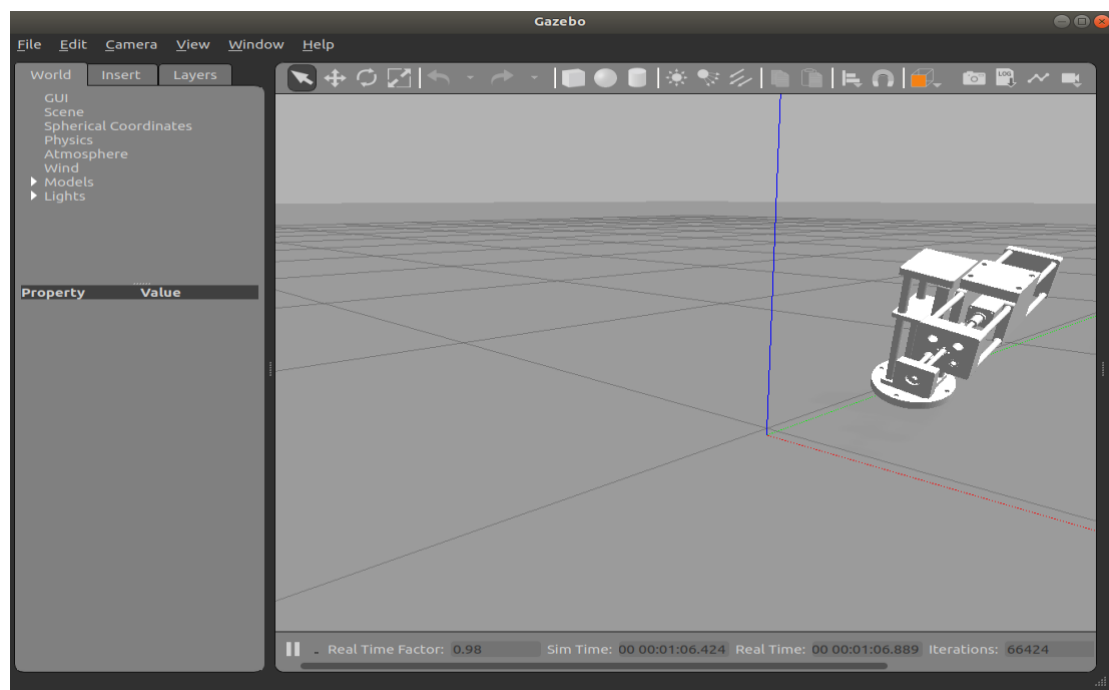 Gazebo
File Edit Camera View Window Help
World Insert Layers
GUI
Scene
Spherical Coordinates
Physics
Atmosphere
Wind
Models
Lights
Property Value
LOG
Real Time Factor: 0.98 Sim Time: 00 00:01:06.424 Real Time: 00 00:01:06.889 Iterations: 66424